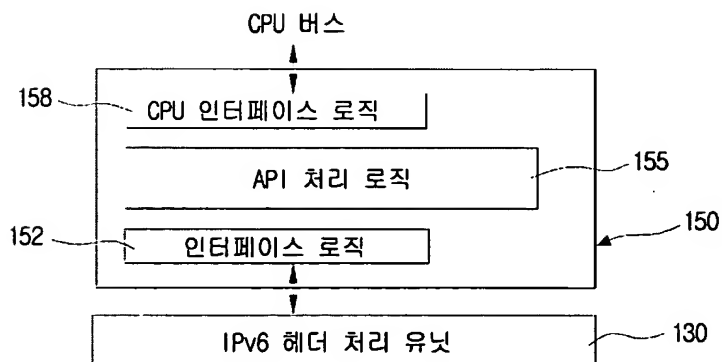 CPU 버스
158 CPU 인터페이스 로직
API 처리 로직 155
150
152 인터페이스 로직
IPv6 헤더 처리 유닛 130